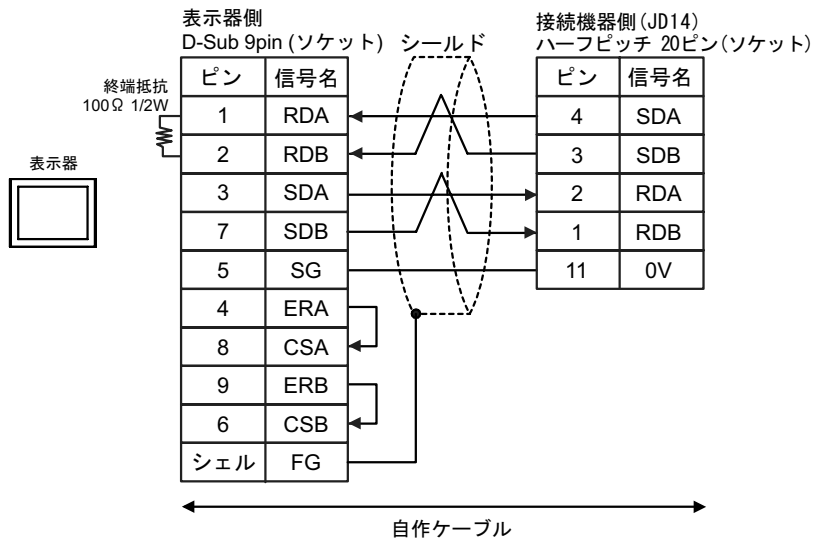 表示器側
D-Sub 9pin (ソケット)
シールド
接続機器側(JD14)
ハーフピッチ 20ピン(ソケット)
終端抵抗
100Ω 1/2W
表示器
ピン 信号名
1 RDA
2 RDB
3 SDA
7 SDB
5 SG
4 ERA
8 CSA
9 ERB
6 CSB
シェル FG
ピン 信号名
4 SDA
3 SDB
2 RDA
1 RDB
11 0V
自作ケーブル